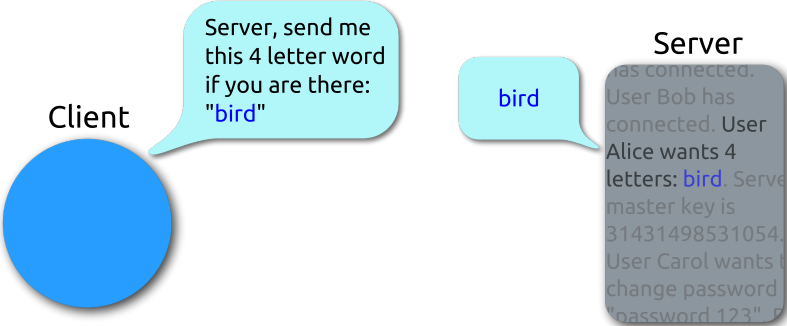 Client
Server, send me
this 4 letter word
if you are there:
"bird"
bird
Server
has connected.
User Bob has
connected. User
Alice wants 4
letters: bird. Serve
master key is
31431498531054.
User Carol wants t
change password
"password 123". E